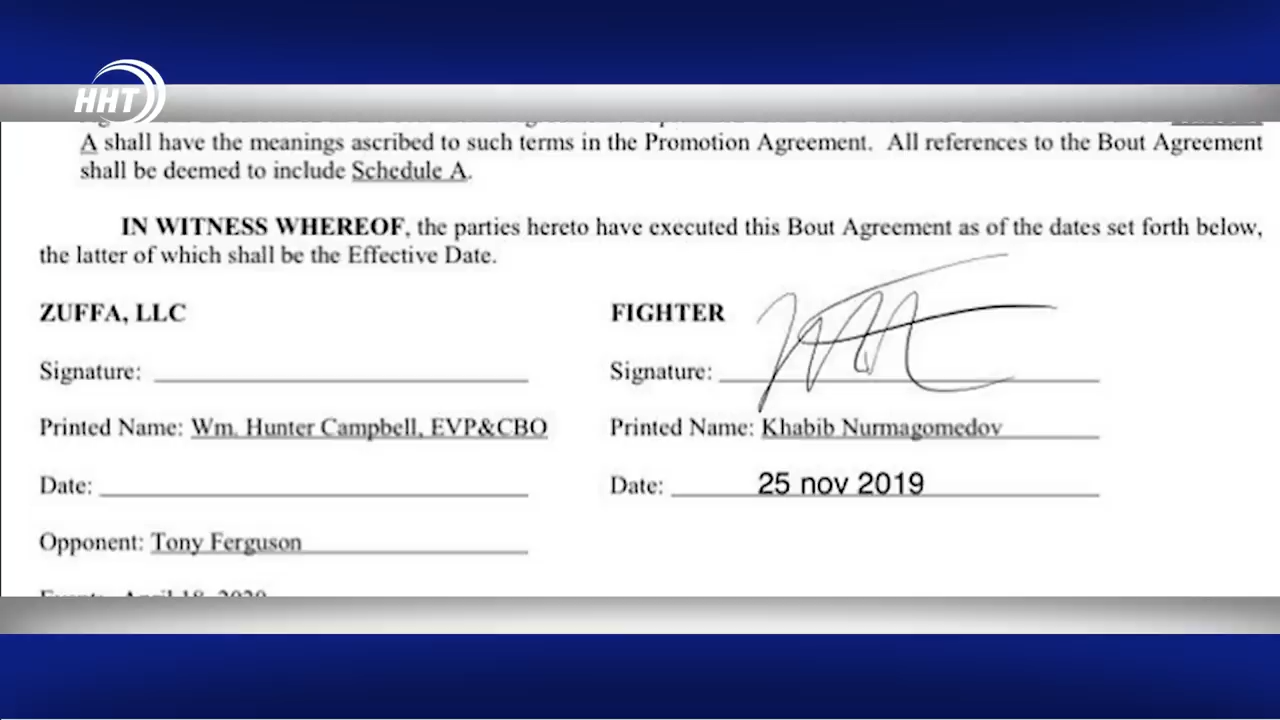 HHT
A shall have the meanings ascribed to such terms in the Promotion Agreement. All references to the Bout Agreement
shall be deemed to include Schedule A.
IN WITNESS WHEREOF, the parties hereto have executed this Bout Agreement as of the dates set forth below,
the latter of which shall be the Effective Date.
ZUFFA, LLC
FIGHTER
Signature:
Signature:
Printed Name: Wm. Hunter Campbell, EVP&CBO
Printed Name: Khabib Nurmagomedov
Date:
Date: 25 nov 2019
Opponent: Tony Ferguson
April 18, 2020